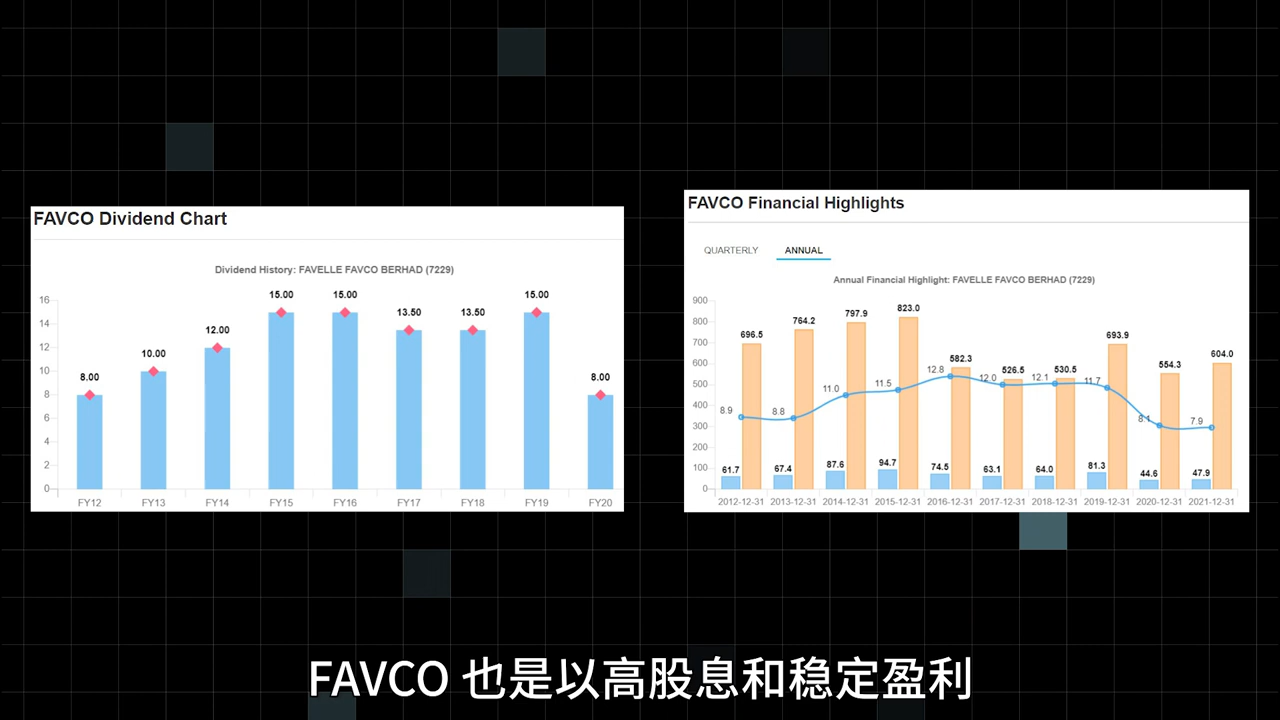 FAVCO Dividend Chart
Dividend History: FAVELLE FAVCO BERHAD (7229)
16
14
12
10
8
6
4
2
0
8.00
10.00
12.00
15.00
15.00
13.50
13.50
15.00
8.00
FY12 FY13 FY14 FY15 FY16 FY17 FY18 FY19 FY20
FAVCO Financial Highlights
QUARTERLY ANNUAL
Annual Financial Highlight: FAVELLE FAVCO BERHAD (7229)
900
800
700
600
500
400
300
200
100
0
696.5 764.2 797.9 823.0 582.3 526.5 530.5 693.9 554.3 604.0
8.9 8.8 11.0 11.5 12.8 12.0 12.1 11.7 8.1 7.9
61.7 67.4 87.6 94.7 74.5 63.1 64.0 81.3 44.6 47.9
2012-12-31 2013-12-31 2014-12-31 2015-12-31 2016-12-31 2017-12-31 2018-12-31 2019-12-31 2020-12-31 2021-12-31
FAVCO 也是以高股息和稳定盈利